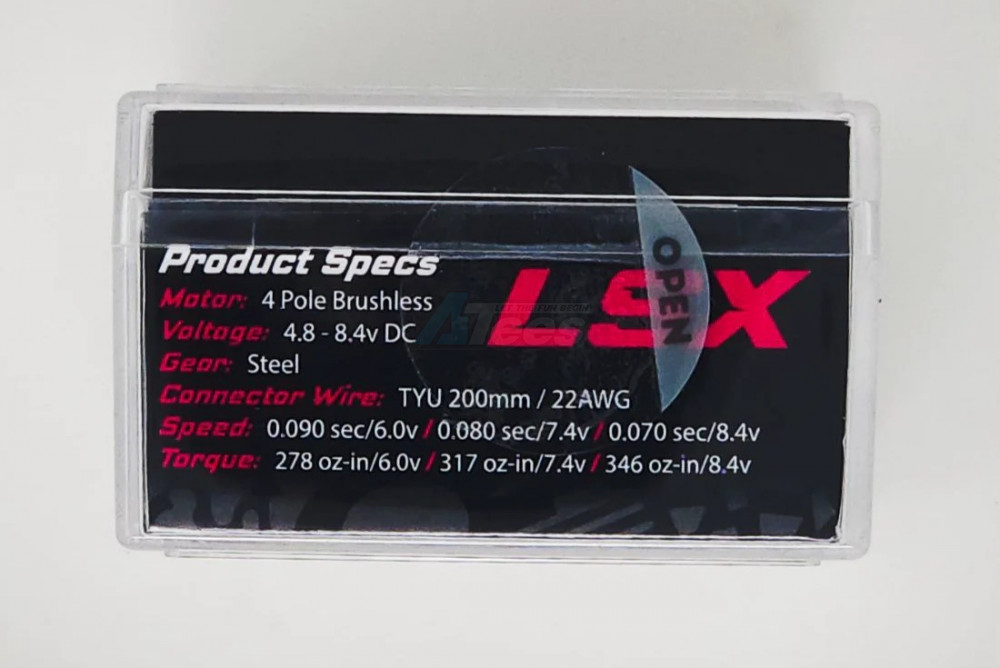 Product Specs
Motor: 4 Pole Brushless
Voltage: 4.8 - 8.4v DC
Gear: Steel
Connector Wire: TYU 200mm / 22AWG
Speed: 0.090 sec/6.0v / 0.080 sec/7.4v / 0.070 sec/8.4v
Torque: 278 oz-in/6.0v / 317 oz-in/7.4v / 346 oz-in/8.4v
LSX
OPEN
ATees